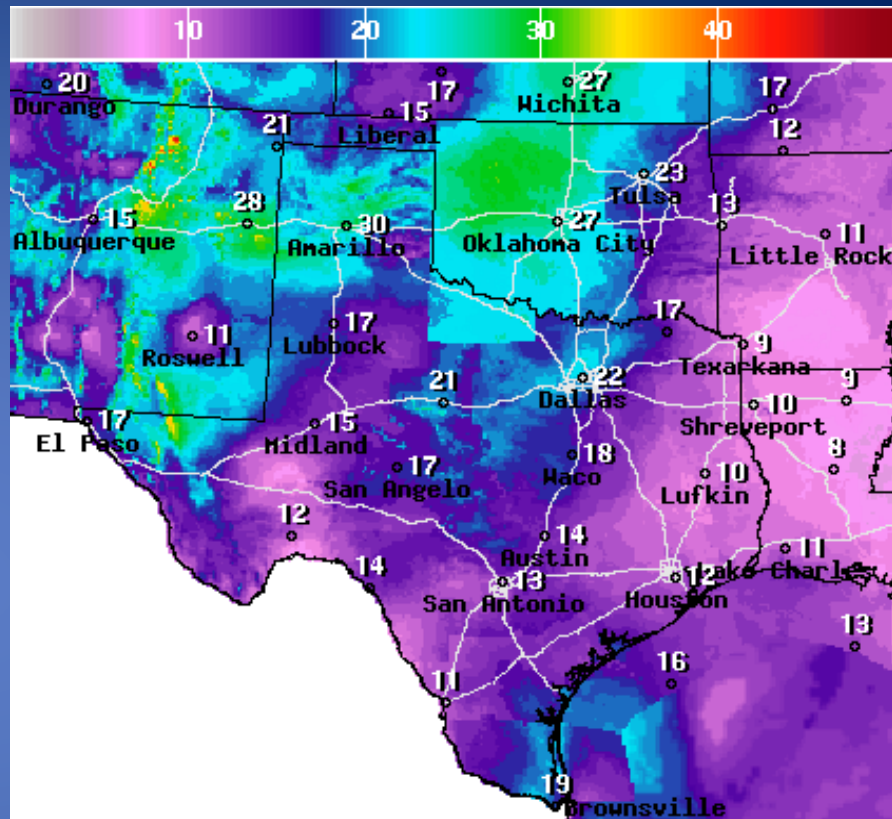 10 20 30 40
20 17 27 17
Durango Wichita
15
Liberal
21 12
23
Tulsa
15 28 30 27 13 11
Albuquerque Amarillo Oklahoma City Little Rock
11 17 17 9
Roswell Lubbock Texarkana
22
Dallas
21 10 9
Shreveport
17 15
El Paso Midland
17 18 10 8
San Angelo Waco Lufkin
12 14 11
Austin Lake Charles
14 13 12
San Antonio Houston
13
11 16
19
Brownsville